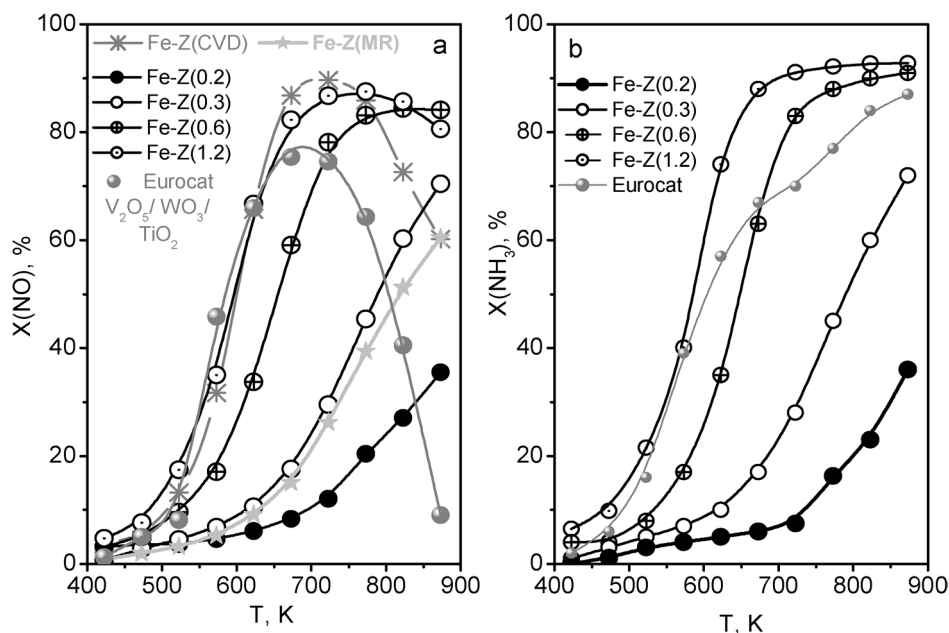 100
80
60
40
20
0
X(NO), %
Fe-Z(CVD) Fe-Z(MR) a
Fe-Z(0.2)
Fe-Z(0.3)
Fe-Z(0.6)
Fe-Z(1.2)
Eurocat
V2O5/ WO3/
TiO2
400 500 600 700 800 900
T, K
100
80
60
40
20
0
X(NH3), %
b
Fe-Z(0.2)
Fe-Z(0.3)
Fe-Z(0.6)
Fe-Z(1.2)
Eurocat
400 500 600 700 800 900
T, K